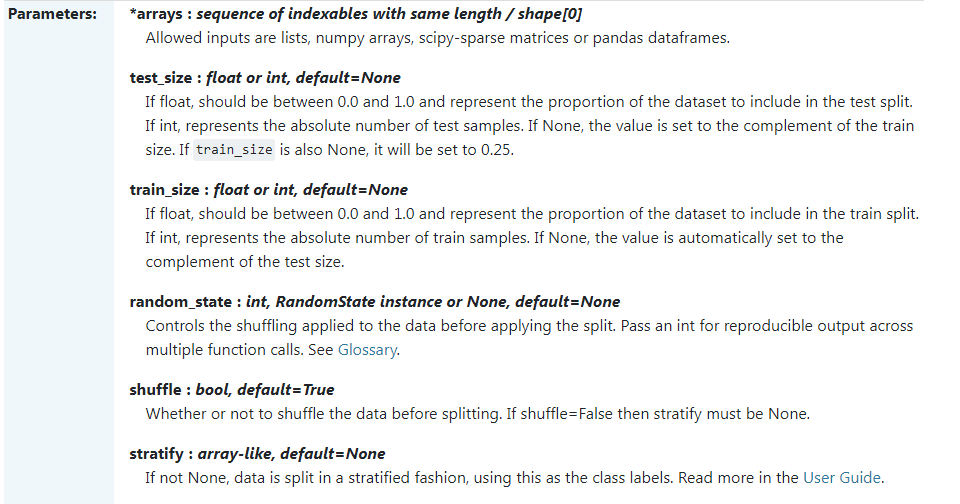 Parameters: *arrays : sequence of indexables with same length / shape[0]
Allowed inputs are lists, numpy arrays, scipy-sparse matrices or pandas dataframes.
test_size : float or int, default=None
If float, should be between 0.0 and 1.0 and represent the proportion of the dataset to include in the test split.
If int, represents the absolute number of test samples. If None, the value is set to the complement of the train
size. If train_size is also None, it will be set to 0.25.
train_size : float or int, default=None
If float, should be between 0.0 and 1.0 and represent the proportion of the dataset to include in the train split.
If int, represents the absolute number of train samples. If None, the value is automatically set to the
complement of the test size.
random_state : int, RandomState instance or None, default=None
Controls the shuffling applied to the data before applying the split. Pass an int for reproducible output across
multiple function calls. See Glossary.
shuffle : bool, default=True
Whether or not to shuffle the data before splitting. If shuffle=False then stratify must be None.
stratify : array-like, default=None
If not None, data is split in a stratified fashion, using this as the class labels. Read more in the User Guide.